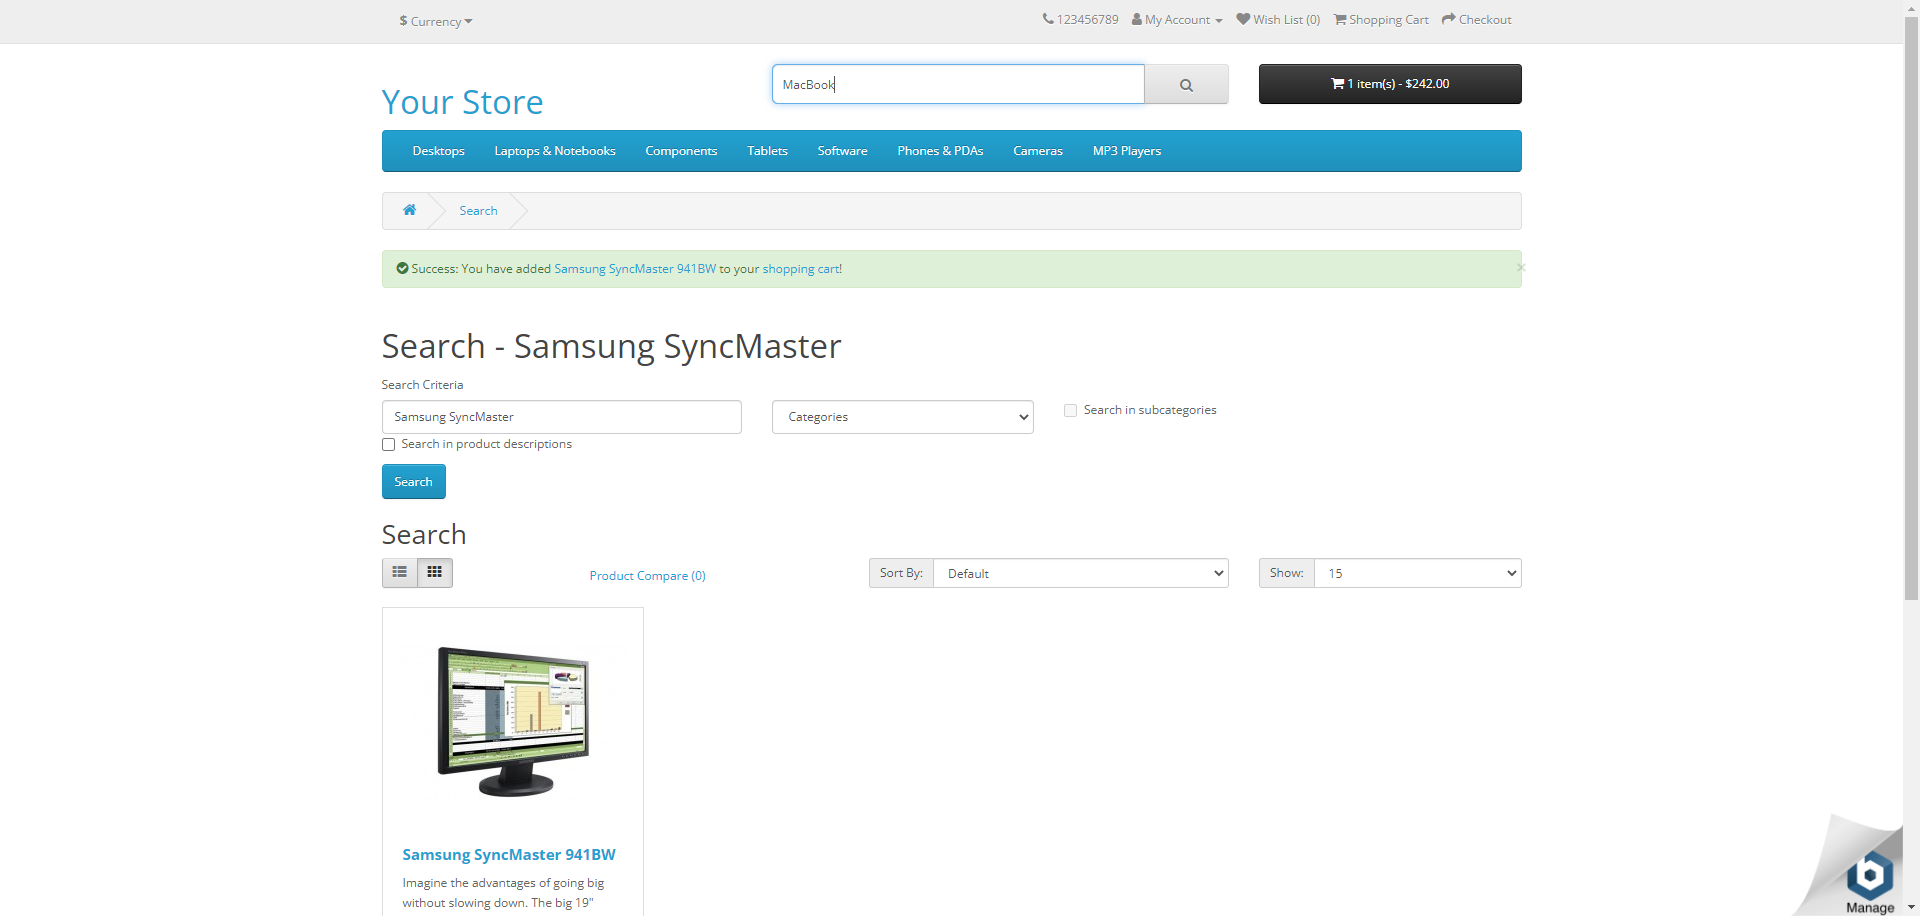 $ Currency
123456789 My Account Wish List (0) Shopping Cart Checkout
Your Store
MacBook
1 item(s) - $242.00
Desktops Laptops & Notebooks Components Tablets Software Phones & PDAs Cameras MP3 Players
Search
Success: You have added Samsung SyncMaster 941BW to your shopping cart!
×
Search - Samsung SyncMaster
Search Criteria
Samsung SyncMaster
Categories
Search in subcategories
Search in product descriptions
Search
Search
Product Compare (0)
Sort By: Default
Show: 15
Samsung SyncMaster 941BW
Imagine the advantages of going big
without slowing down. The big 19"
Manage